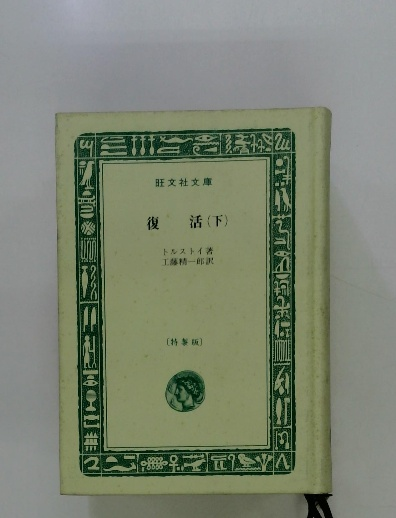 旺文社文庫
復 活(下)
トルストイ著
工藤精一郎訳
〔特製版〕